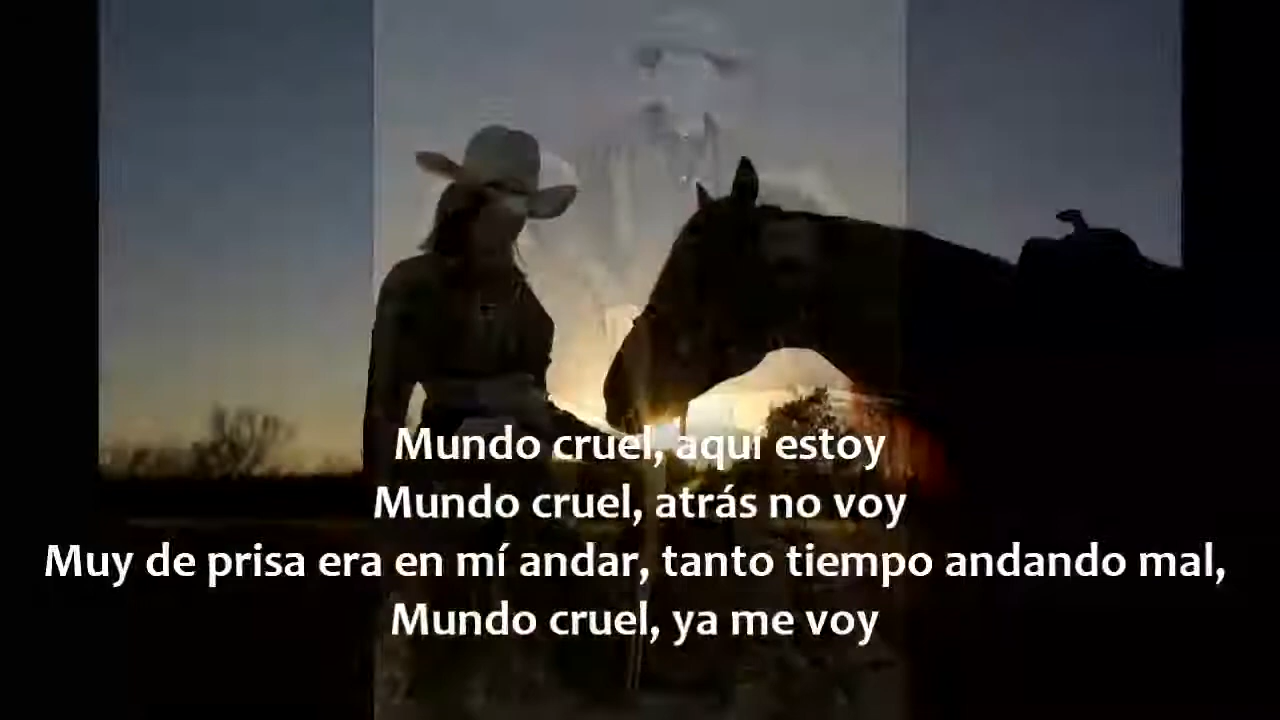 Mundo cruel, aquí estoy
Mundo cruel, atrás no voy
Muy de prisa era en mí andar, tanto tiempo andando mal,
Mundo cruel, ya me voy